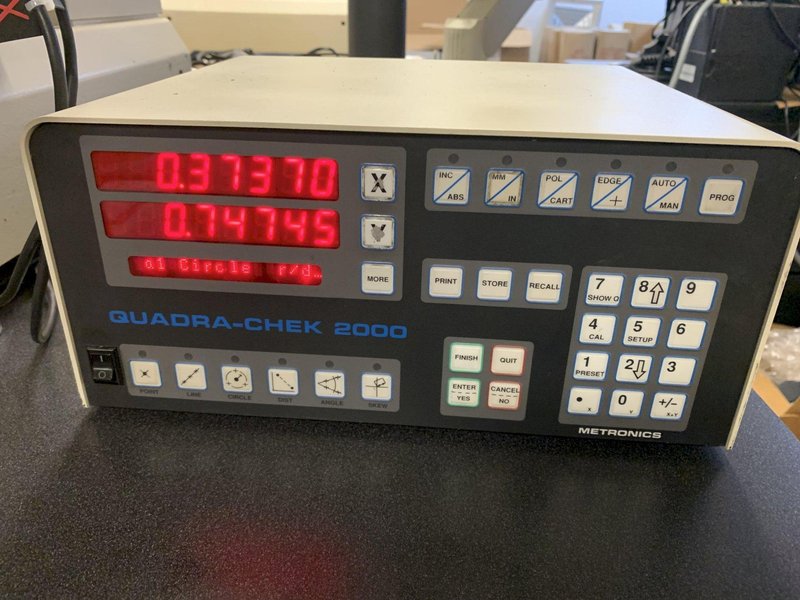 0.37370
X
0.74745
Y
01 Circle r/d...
MORE
QUADRA-CHEK 2000
I
O
POINT
LINE
CIRCLE
DIST
ANGLE
SKEW
INC
ABS
MM
IN
POL
CART
EDGE
AUTO
MAN
PROG
PRINT
STORE
RECALL
FINISH
QUIT
ENTER
YES
CANCEL
NO
7
SHOW Q
8
9
4
CAL
5
SETUP
6
1
PRESET
2
3
•
X
0
Y
+/-
X+Y
METRONICS